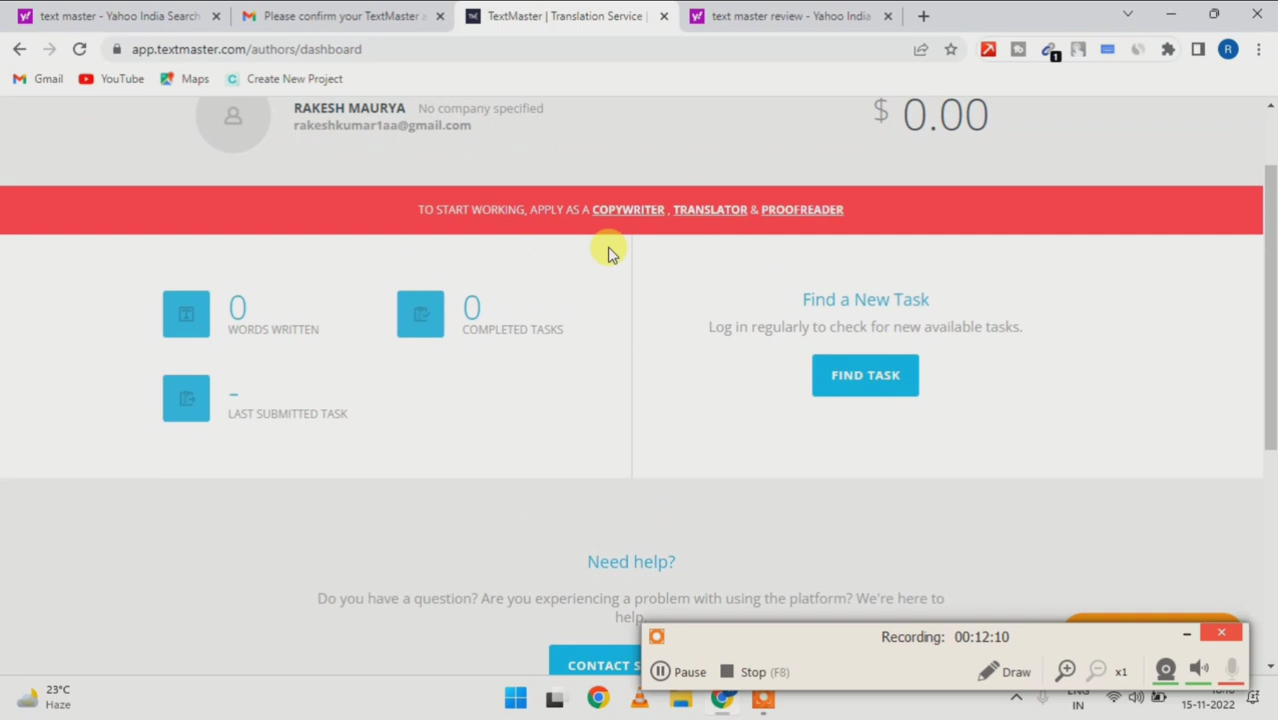 text master - Yahoo India Search
Please confirm your TextMaster a
TextMaster | Translation Service |
text master review - Yahoo India
app.textmaster.com/authors/dashboard
1
R
Gmail
YouTube
Maps
C
Create New Project
RAKESH MAURYA No company specified
rakeshkumar1aa@gmail.com
$ 0.00
TO START WORKING, APPLY AS A COPYWRITER , TRANSLATOR & PROOFREADER
0
WORDS WRITTEN
0
COMPLETED TASKS
-
LAST SUBMITTED TASK
Find a New Task
Log in regularly to check for new available tasks.
FIND TASK
Need help?
Do you have a question? Are you experiencing a problem with using the platform? We're here to
help.
CONTACT S
Recording: 00:12:10
Pause
Stop (F8)
Draw
x1
23°C
Haze
ENG
IN
15-11-2022